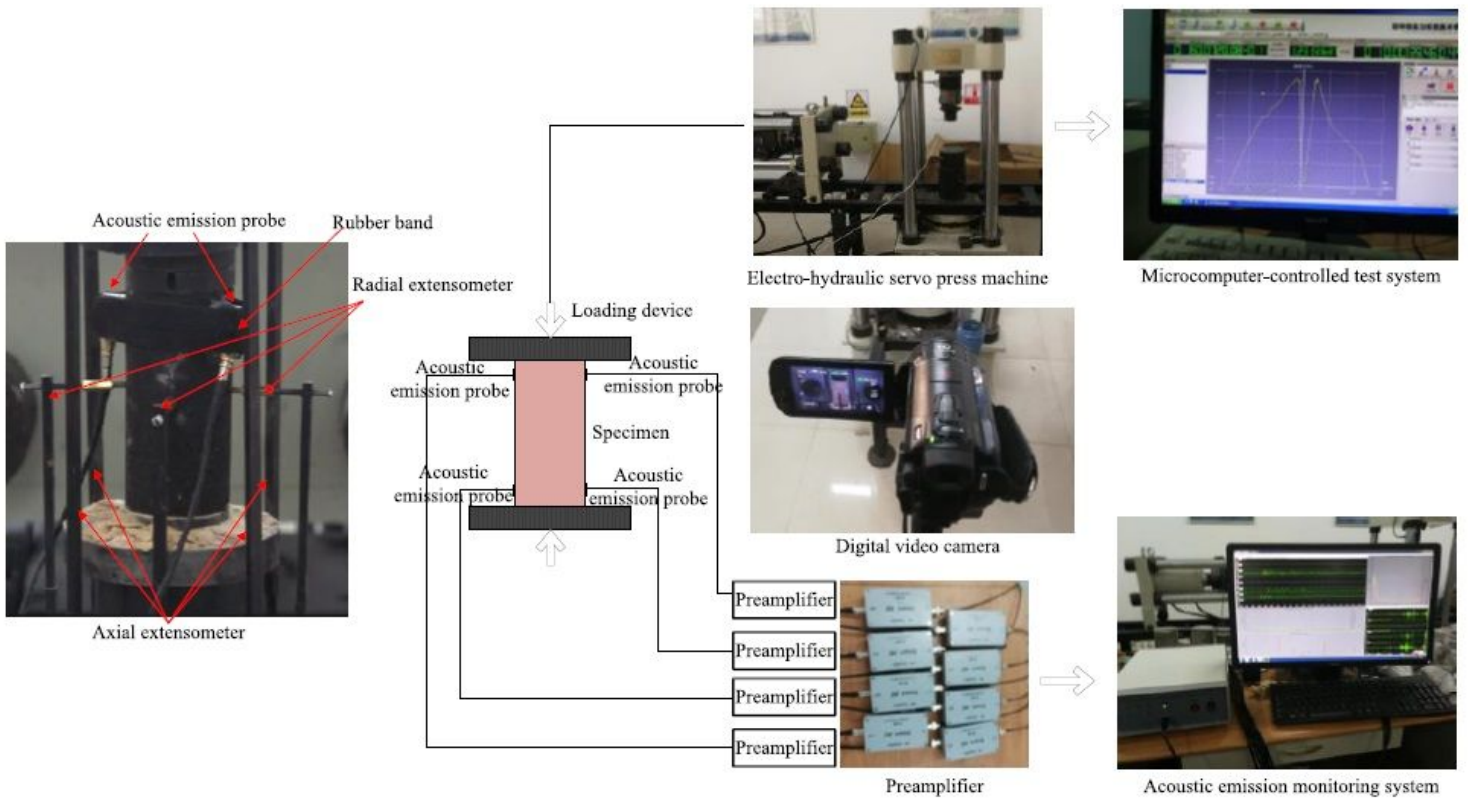 Acoustic emission probe
Rubber band
Radial extensometer
Axial extensometer
Loading device
Acoustic
emission probe
Acoustic
emission probe
Specimen
Acoustic
emission probe
Acoustic
emission probe
Electro-hydraulic servo press machine
Microcomputer-controlled test system
Digital video camera
Preamplifier
Preamplifier
Preamplifier
Preamplifier
Preamplifier
Acoustic emission monitoring system